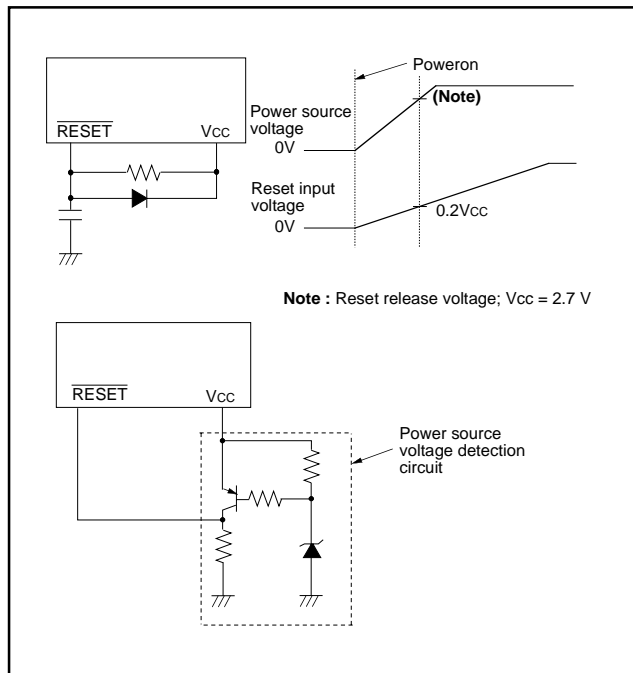 Poweron
RESET
VCC
Power source
voltage
0V
(Note)
Reset input
voltage
0V
0.2VCC
Note : Reset release voltage; Vcc = 2.7 V
RESET
VCC
Power source
voltage detection
circuit